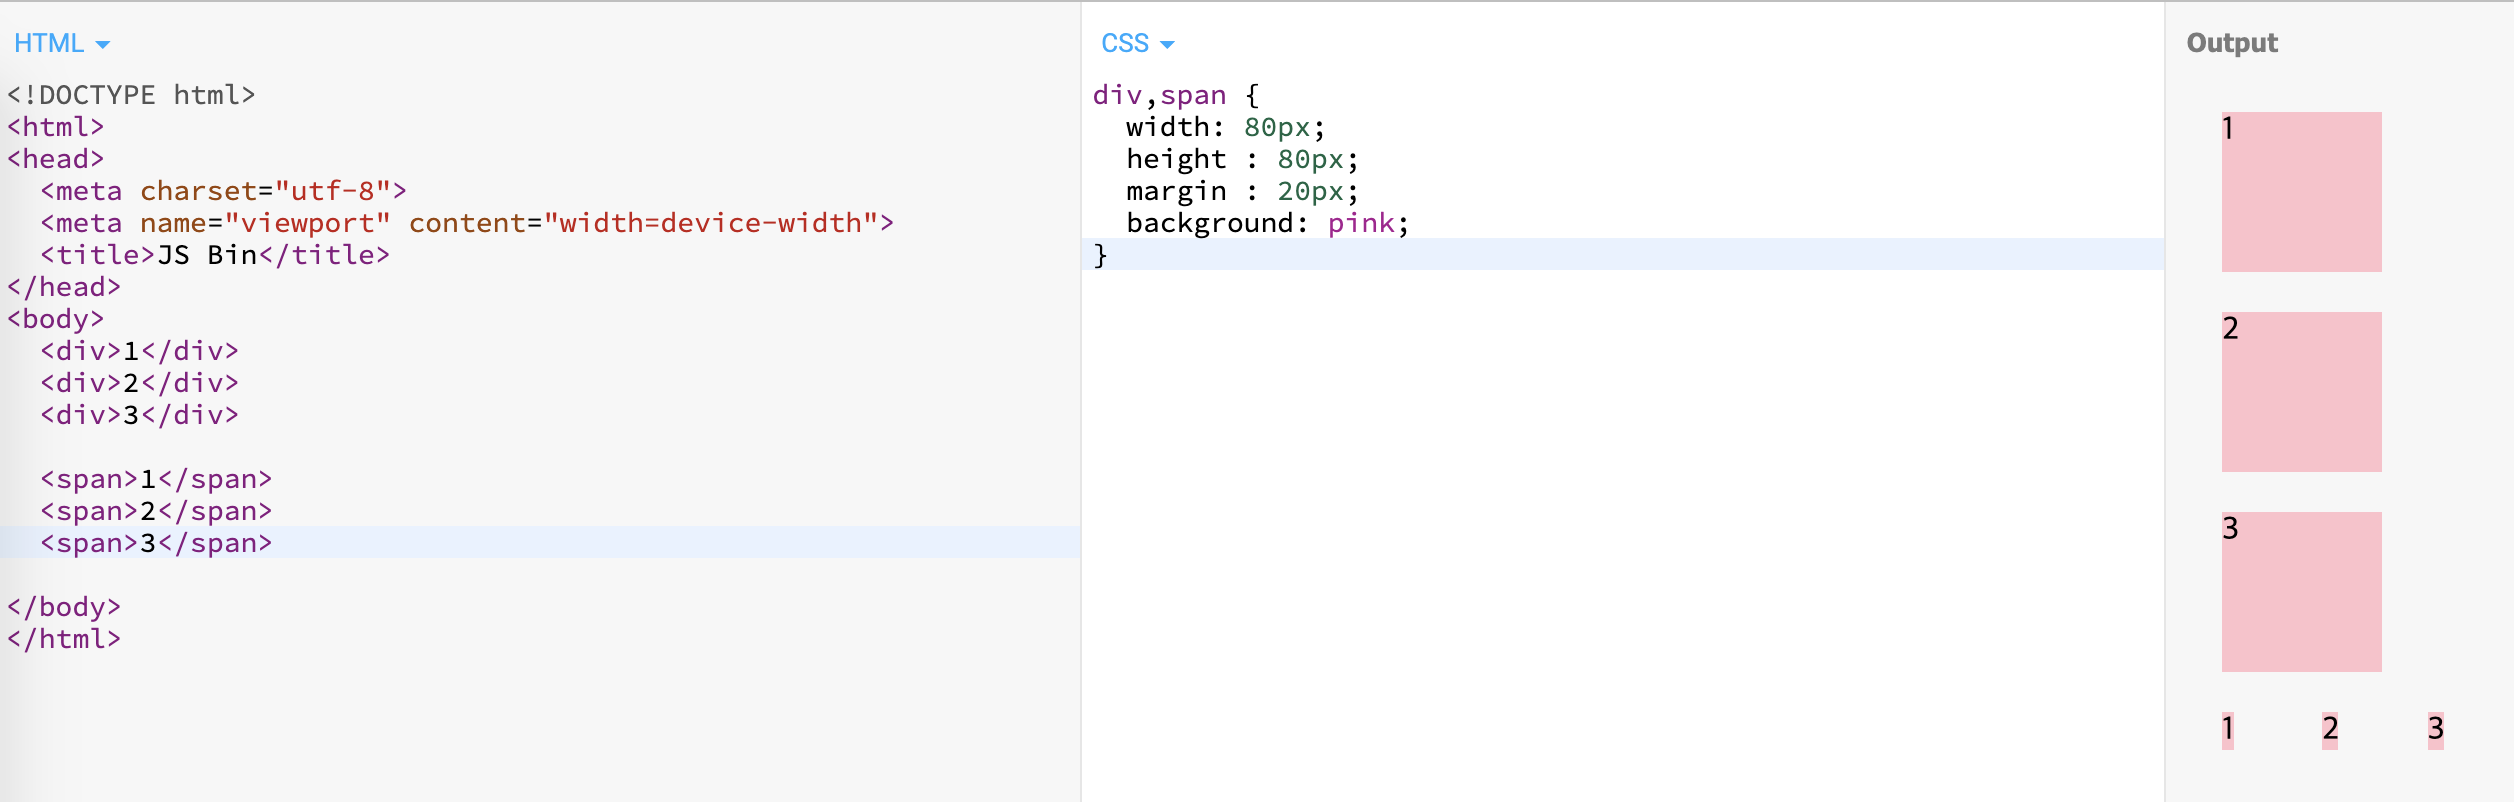 HTML
<!DOCTYPE html>
<html>
<head>
  <meta charset="utf-8">
  <meta name="viewport" content="width=device-width">
  <title>JS Bin</title>
</head>
<body>
  <div>1</div>
  <div>2</div>
  <div>3</div>

  <span>1</span>
  <span>2</span>
  <span>3</span>

</body>
</html>
CSS
div,span {
  width: 80px;
  height : 80px;
  margin : 20px;
  background: pink;
}
Output
1
2
3
1 2 3